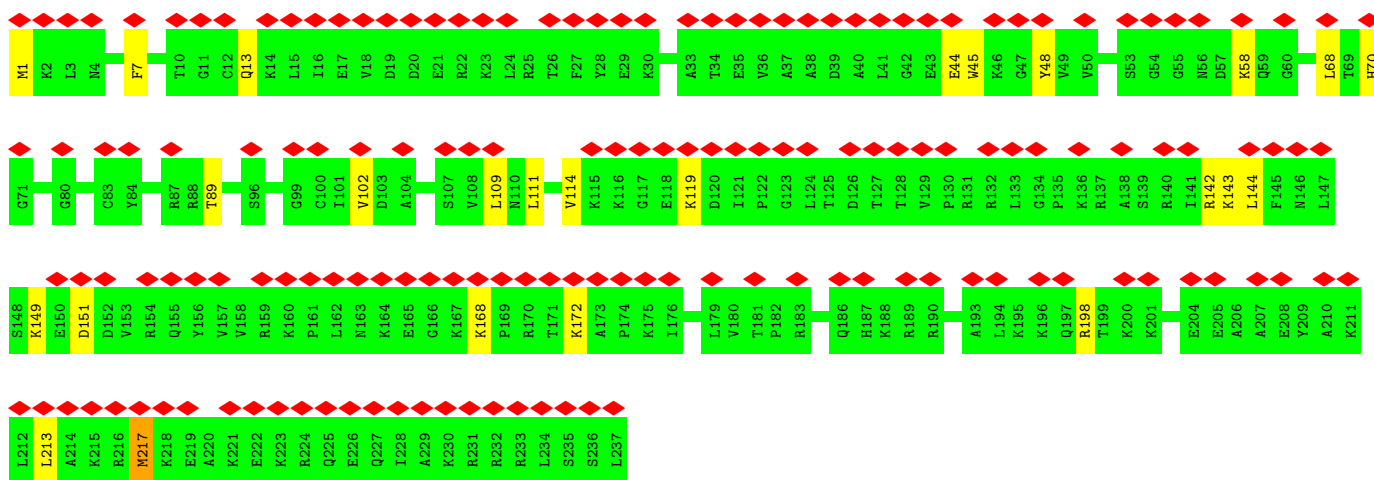 M1 K2 L3 N4 F7 T10 G11 C12 Q13 K14 L15 I16 E17 V18 D19 D20 E21 R22 K23 L24 R25 T26 F27 Y28 E29 K30 A33 T34 E35 V36 A37 A38 D39 A40 L41 G42 E43 E44 W45 K46 G47 Y48 V49 V50 S53 G54 G55 N56 D57 K58 Q59 G60 L68 T69 H70
G71 G80 C83 Y84 R87 R88 T89 S96 G99 C100 I101 V102 D103 A104 S107 V108 L109 N110 L111 V114 K115 K116 G117 E118 K119 D120 I121 P122 G123 L124 T125 D126 T127 T128 V129 P130 R131 R132 L133 G134 P135 K136 R137 A138 S139 R140 I141 R142 K143 L144 F145 N146 L147
S148 K149 E150 D151 D152 V153 R154 Q155 Y156 V157 V158 R159 K160 P161 L162 N163 K164 E165 G166 K167 K168 P169 R170 T171 K172 A173 P174 K175 I176 L179 V180 T181 P182 R183 Q186 H187 K188 R189 R190 A193 L194 K195 K196 Q197 R198 T199 K200 K201 E204 E205 A206 A207 E208 Y209 A210 K211
L212 L213 A214 K215 R216 M217 K218 E219 A220 K221 E222 K223 R224 Q225 E226 Q227 I228 A229 K230 R231 R232 R233 L234 S235 S236 L237